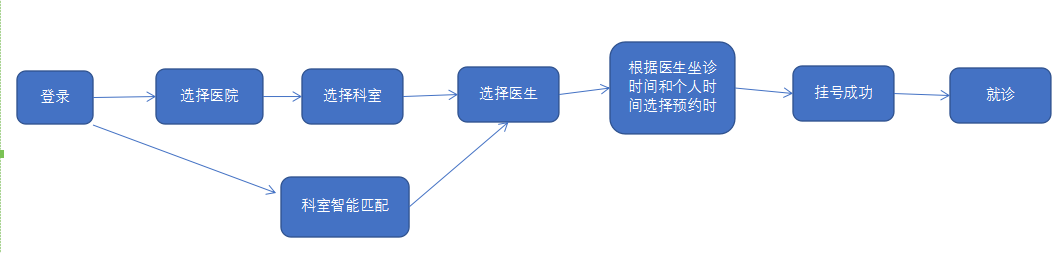 登录
选择医院
选择科室
选择医生
根据医生坐诊
时间和个人时
间选择预约时
挂号成功
就诊
科室智能匹配